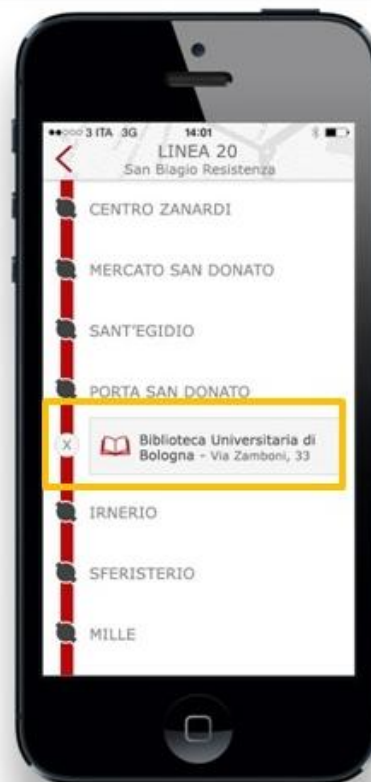 3 ITA 3G 14:01
LINEA 20
San Biagio Resistenza
CENTRO ZANARDI
MERCATO SAN DONATO
SANT'EGIDIO
PORTA SAN DONATO
X
Biblioteca Universitaria di
Bologna - Via Zamboni, 33
IRNERIO
SFERISTERIO
MILLE